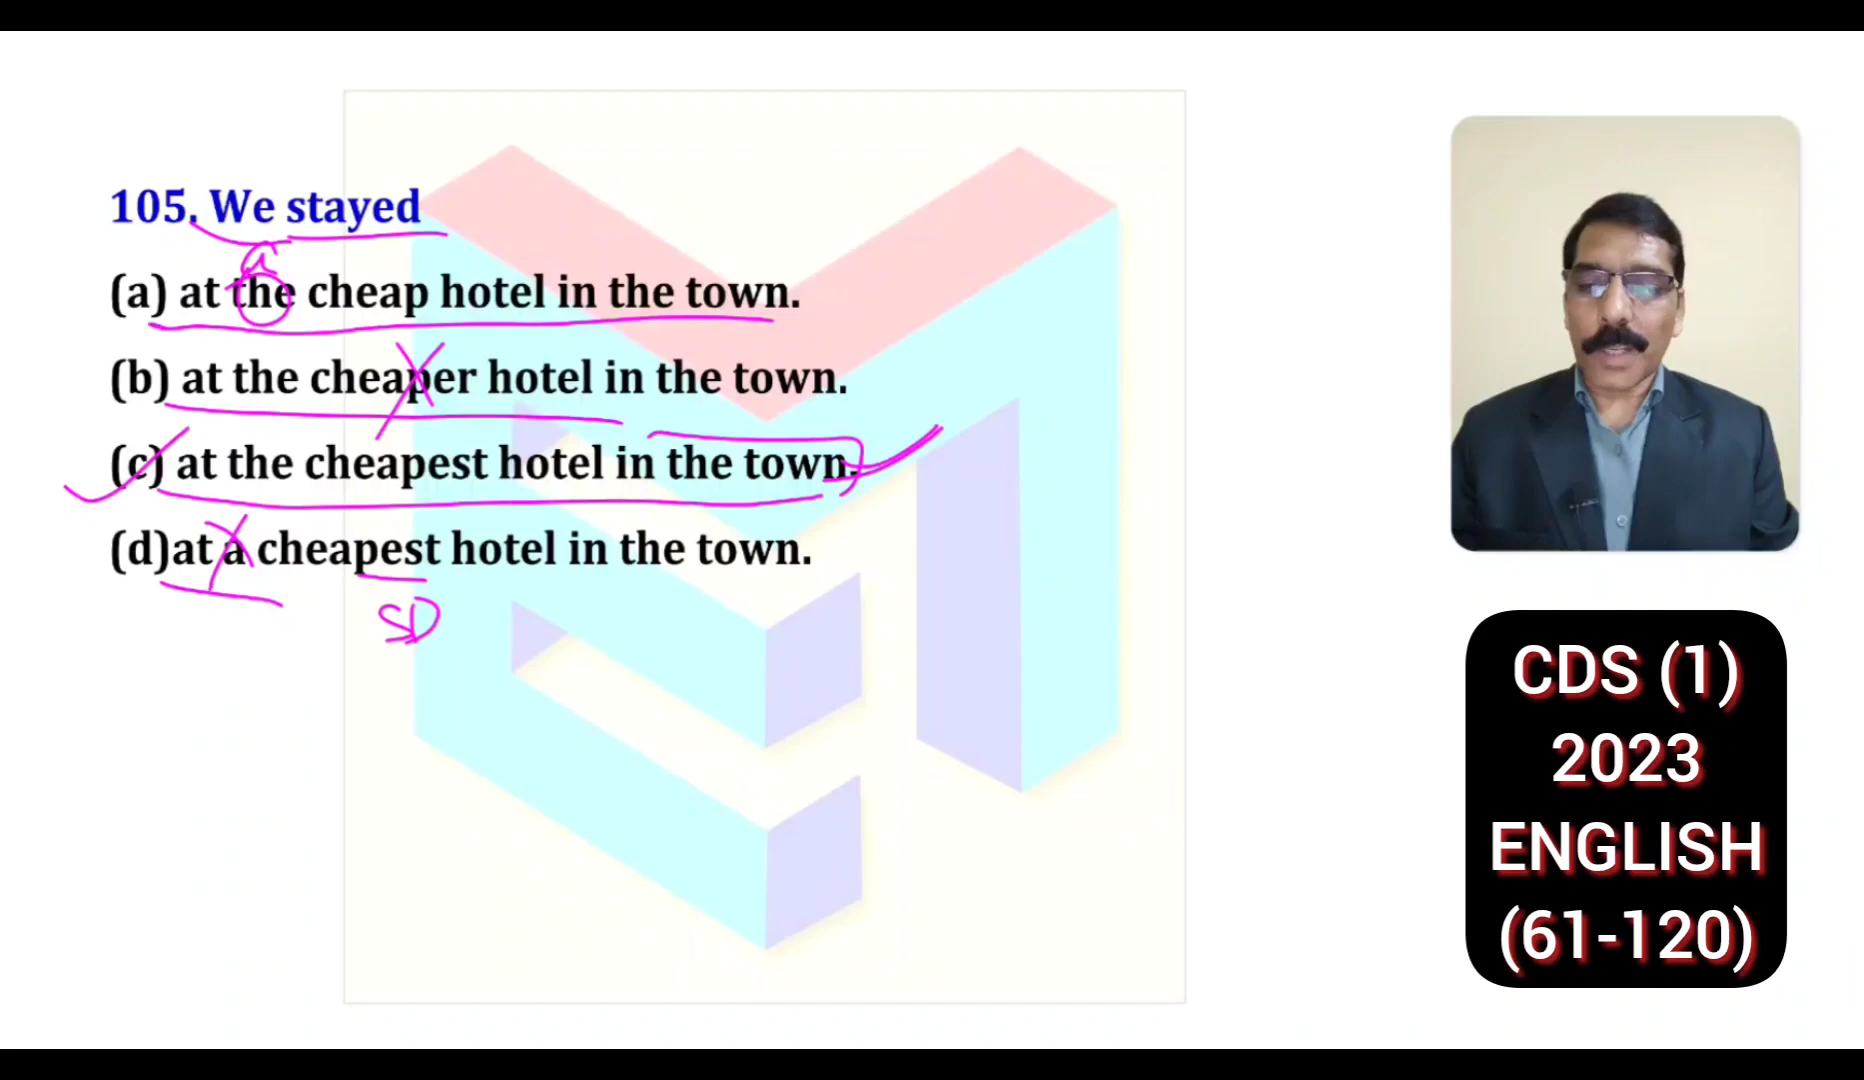 105. We stayed
a
(a) at the cheap hotel in the town.
(b) at the cheaper hotel in the town.
(c) at the cheapest hotel in the town.
(d)at a cheapest hotel in the town.
SD
CDS (1)
2023
ENGLISH
(61-120)